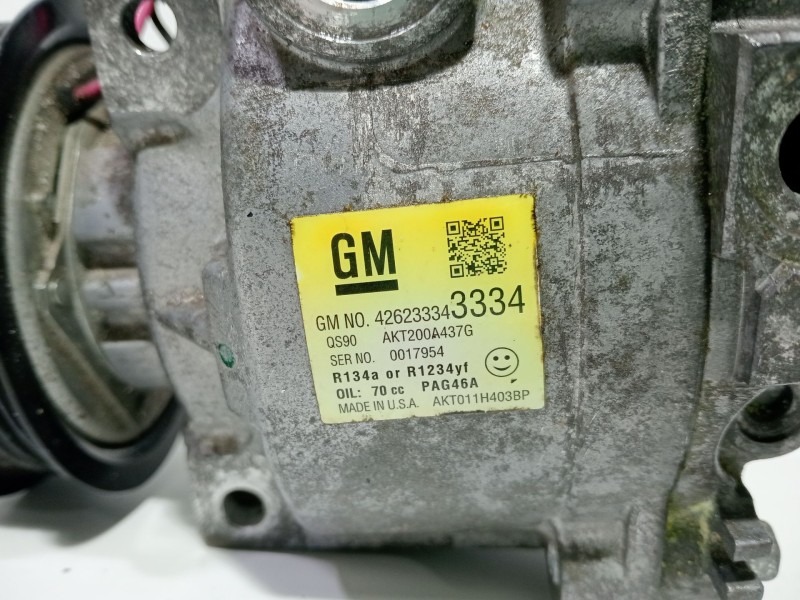 GM
GM NO. 42623334 3334
QS90 AKT200A437G
SER NO. 0017954
R134a or R1234yf
OIL: 70 cc PAG46A
MADE IN U.S.A. AKT011H403BP